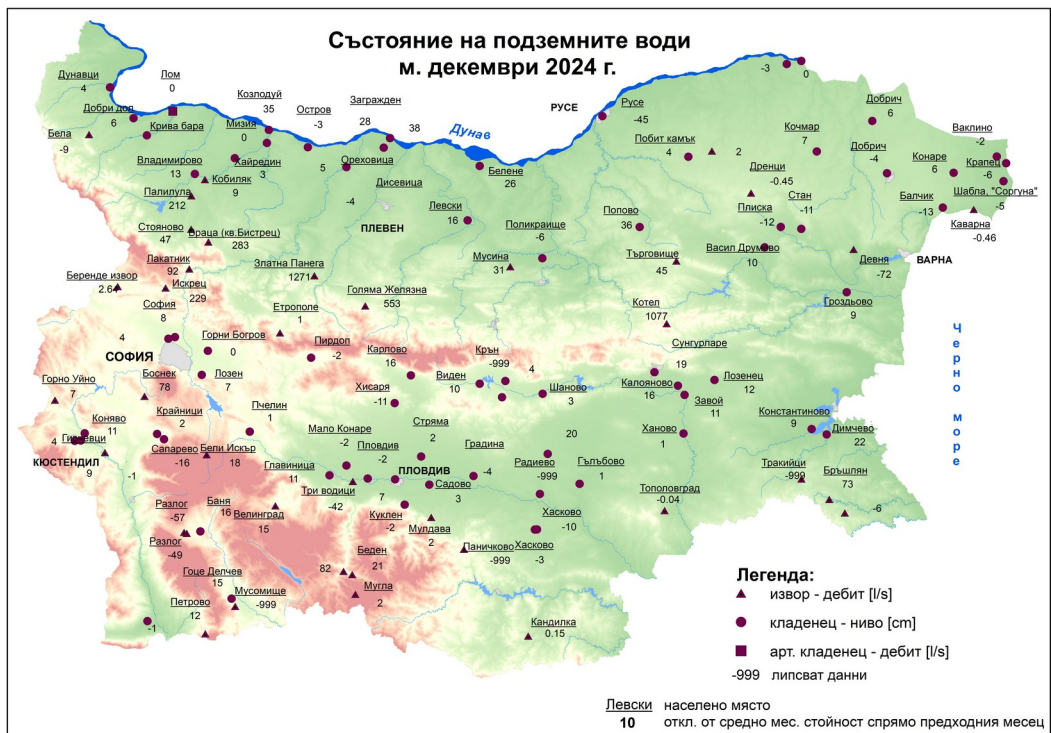 Състояние на подземните води
м. декември 2024 г.
Дунавци
4
Лом
0
Козлодуй
35
Остров
-3
Загражден
28
38
Дунав
РУСЕ
Русе
-45
-3
0
Добрич
6
Добри дол
6
Крива бара
Мизия
0
Бела
-9
Владимирово
13
Хайредин
3
Кобиляк
9
Палилула
212
5
Ореховица
Дисевица
-4
Белене
26
Побит камък
4
2
Кочмар
7
Добрич
-4
Ваклино
-2
Конаре
6
Крапец
-6
Шабла, "Соргуна"
-5
Дренци
-0.45
Стан
-11
Плиска
-12
Балчик
-13
Каварна
-0.46
Левски
16
ПЛЕВЕН
Поликраище
-6
Попово
36
Стояново
47
Враца (кв.Бистрец)
283
Васил Друмево
10
Девня
-72
ВАРНА
Лакатник
92
Златна Панега
1271
Мусина
31
Търговище
45
Беренде извор
2.6
Искрец
229
Голяма Желязна
553
Котел
1077
Гроздьово
9
София
8
Етрополе
1
4
СОФИЯ
Горни Богров
0
Пирдоп
-2
Карлово
16
Крън
-999
4
Сунгурларе
19
Черно море
Боснек
78
Лозен
7
Хисаря
-11
Виден
10
Шаново
3
Калояново
16
Лозенец
12
Завой
11
Горно Уйно
7
Крайници
2
Пчелин
1
Коняво
11
Мало Конаре
-2
Стряма
2
20
Константиново
9
Димчево
22
Ханово
1
4
Гирчевци
9
КЮСТЕНДИЛ
Сапарево
-16
Бели Искър
18
-1
Пловдив
-2
ПЛОВДИВ
Градина
-4
Радиево
-999
Гълъбово
1
Главиница
11
Тракийци
-999
Бръшлян
73
-6
Три водици
-42
7
Садово
3
Тополовград
-0.04
Разлог
-57
Баня
16
Велинград
15
Куклен
-2
Мулдава
2
Хасково
-10
Хасково
-3
Разлог
-49
Паничково
-999
Беден
21
82
Гоце Делчев
15
Мусомище
-999
Мугла
2
Петрово
12
-1
Кандилка
0.15
Легенда:
извор - дебит [l/s]
кладенец - ниво [cm]
арт. кладенец - дебит [l/s]
-999 липсват данни
Левски населено място
10 откл. от средно мес. стойност спрямо предходния месец